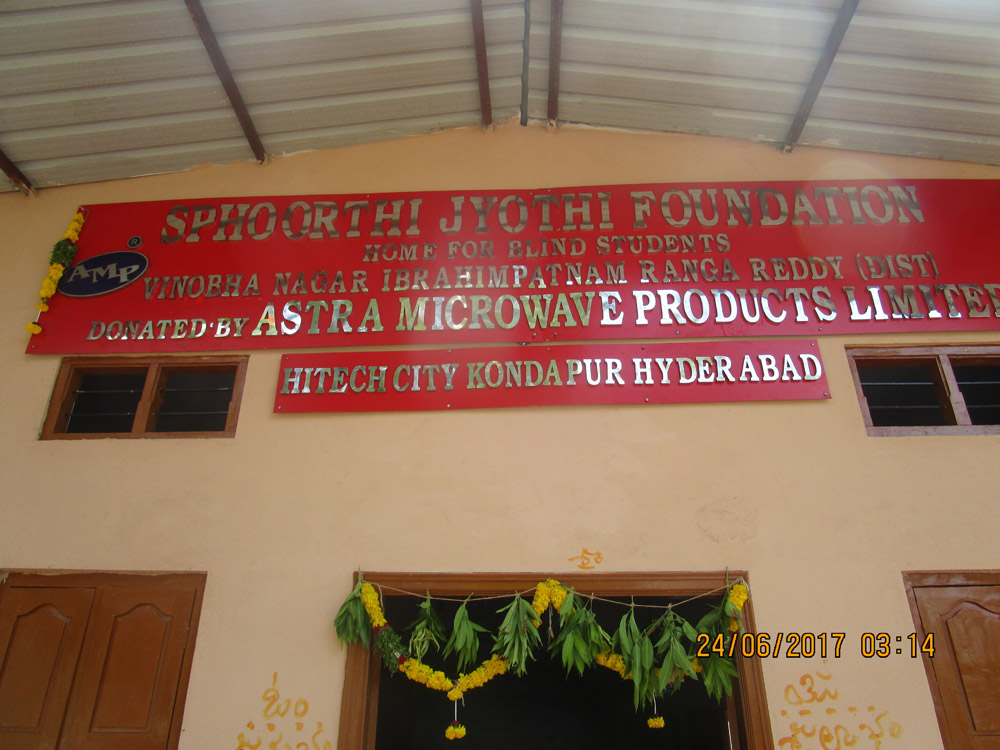 SPHOORTHI JYOTHI FOUNDATION
HOME FOR BLIND STUDENTS
AMP ®
VINOBHA NAGAR IBRAHIMPATNAM RANGA REDDY (DIST)
DONATED BY ASTRA MICROWAVE PRODUCTS LIMITED
HITECH CITY KONDAPUR HYDERABAD
24/06/2017 03:14